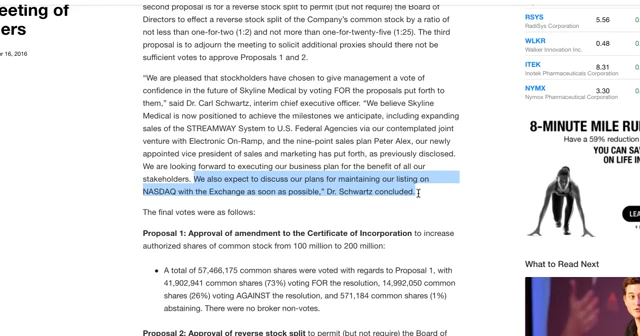 eeting of
ers
r 16, 2016
second proposal is for a reverse stock split to permit (but not require) the Board of
Directors to effect a reverse stock split of the Company's common stock by a ratio of
not less than one-for-two (1:2) and not more than one-for-twenty-five (1:25). The third
proposal is to adjourn the meeting to solicit additional proxies should there not be
sufficient votes to approve Proposals 1 and 2.
“We are pleased that stockholders have chosen to give management a vote of
confidence in the future of Skyline Medical by voting FOR the proposals put forth to
them,” said Dr. Carl Schwartz, interim chief executive officer. “We believe Skyline
Medical is now positioned to achieve the milestones we anticipate, including expanding
sales of the STREAMWAY System to U.S. Federal Agencies via our contemplated joint
venture with Electronic On-Ramp, and the nine-point sales plan Peter Alex, our newly
appointed vice president of sales and marketing has put forth, as previously disclosed.
We are looking forward to executing our business plan for the benefit of all our
stakeholders. We also expect to discuss our plans for maintaining our listing on
NASDAQ with the Exchange as soon as possible,” Dr. Schwartz concluded.
The final votes were as follows:
Proposal 1: Approval of amendment to the Certificate of Incorporation to increase
authorized shares of common stock from 100 million to 200 million:
• A total of 57,466,175 common shares were voted with regards to Proposal 1, with
41,902,941 common shares (73%) voting FOR the resolution, 14,992,050 common
shares (26%) voting AGAINST the resolution, and 571,184 common shares (1%)
abstaining. There were no broker non-votes.
Proposal 2: Approval of reverse stock split to permit (but not require) the Board of
RSYS 5.56 0.
RadiSys Corporation
WLKR 0.48 0.
Walker Innovation Inc.
ITEK 8.31 0.
Inotek Pharmaceuticals Corporation
NYMX 3.30 0.
Nymox Pharmaceutical Corporation
8-MINUTE MILE RU
Have a 59% reduction
YOU CAN SA
ON LIFE IN
LEA
What to Read Next